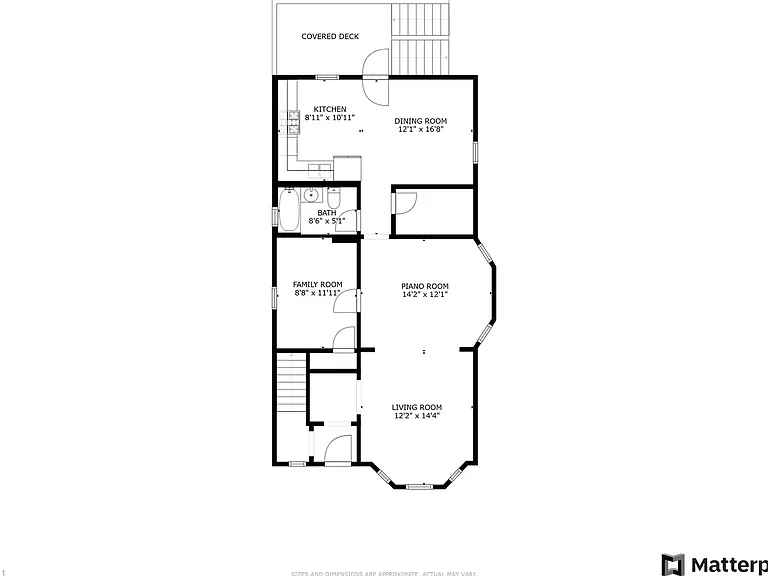 COVERED DECK
KITCHEN
8'11" x 10'11"
DINING ROOM
12'1" x 16'8"
BATH
8'6" x 5'1"
FAMILY ROOM
8'8" x 11'11"
PIANO ROOM
14'2" x 12'1"
LIVING ROOM
12'2" x 14'4"
SIZES AND DIMENSIONS ARE APPROXIMATE, ACTUAL MAY VARY.
Matterp